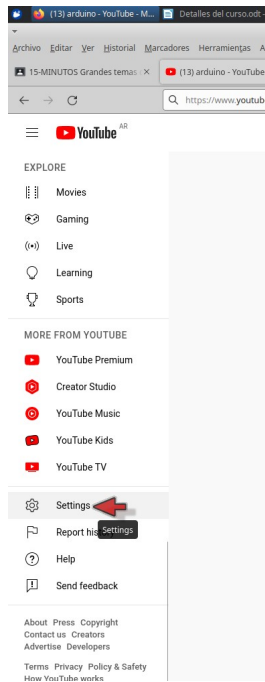 (13) arduino - YouTube - M...
Detalles del curso.odt -
Archivo Editar Ver Historial Marcadores Herramientas A
15-MINUTOS Grandes temas
(13) arduino - YouTube
https://www.youtub
YouTube AR
EXPLORE
Movies
Gaming
Live
Learning
Sports
MORE FROM YOUTUBE
YouTube Premium
Creator Studio
YouTube Music
YouTube Kids
YouTube TV
Settings
Report his
Settings
Help
Send feedback
About Press Copyright
Contact us Creators
Advertise Developers
Terms Privacy Policy & Safety
How YouTube works